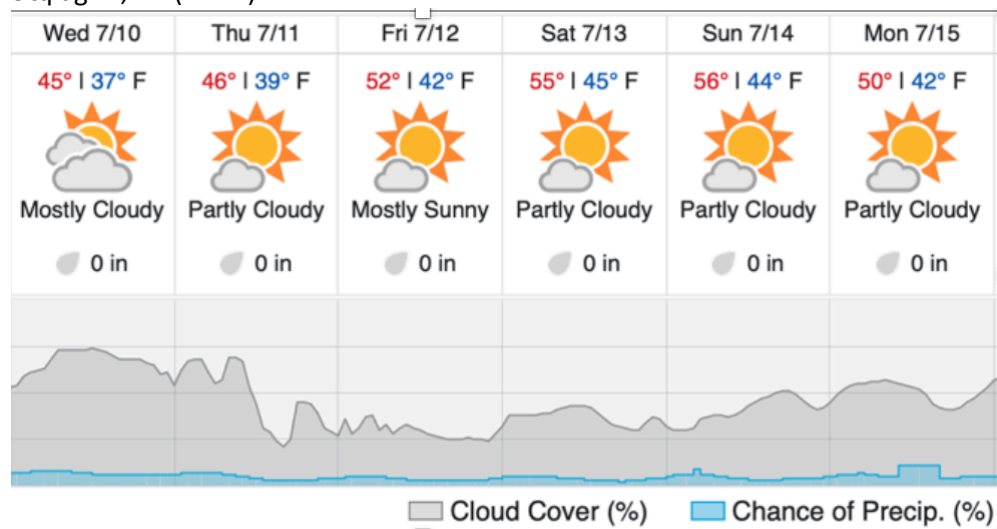 Wed 7/10 Thu 7/11 Fri 7/12 Sat 7/13 Sun 7/14 Mon 7/15
45° | 37° F 46° | 39° F 52° | 42° F 55° | 45° F 56° | 44° F 50° | 42° F
Mostly Cloudy Partly Cloudy Mostly Sunny Partly Cloudy Partly Cloudy Partly Cloudy
0 in 0 in 0 in 0 in 0 in 0 in
Cloud Cover (%) Chance of Precip. (%)